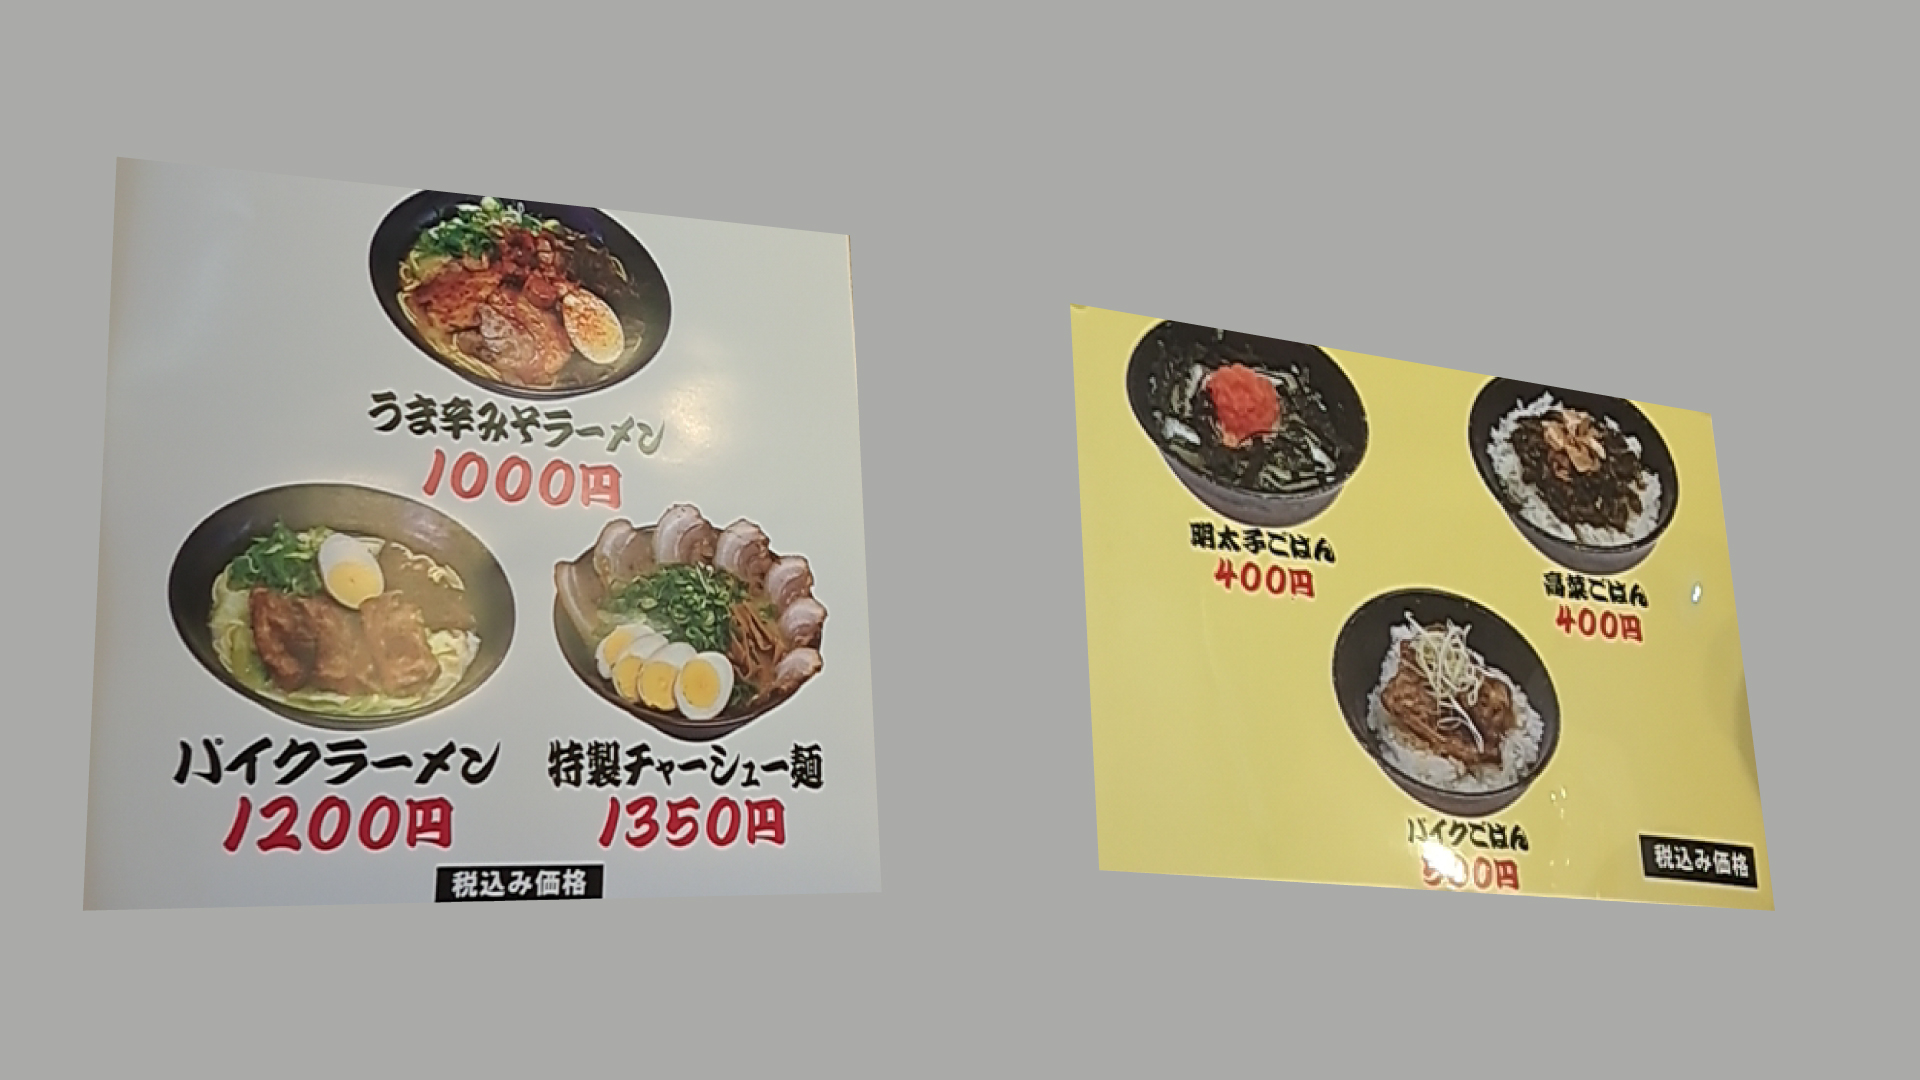 うま辛みそラーメン
1000円
バイクラーメン
1200円
特製チャーシュー麺
1350円
税込み価格
明太子ごはん
400円
高菜ごはん
400円
バイクごはん
税込み価格